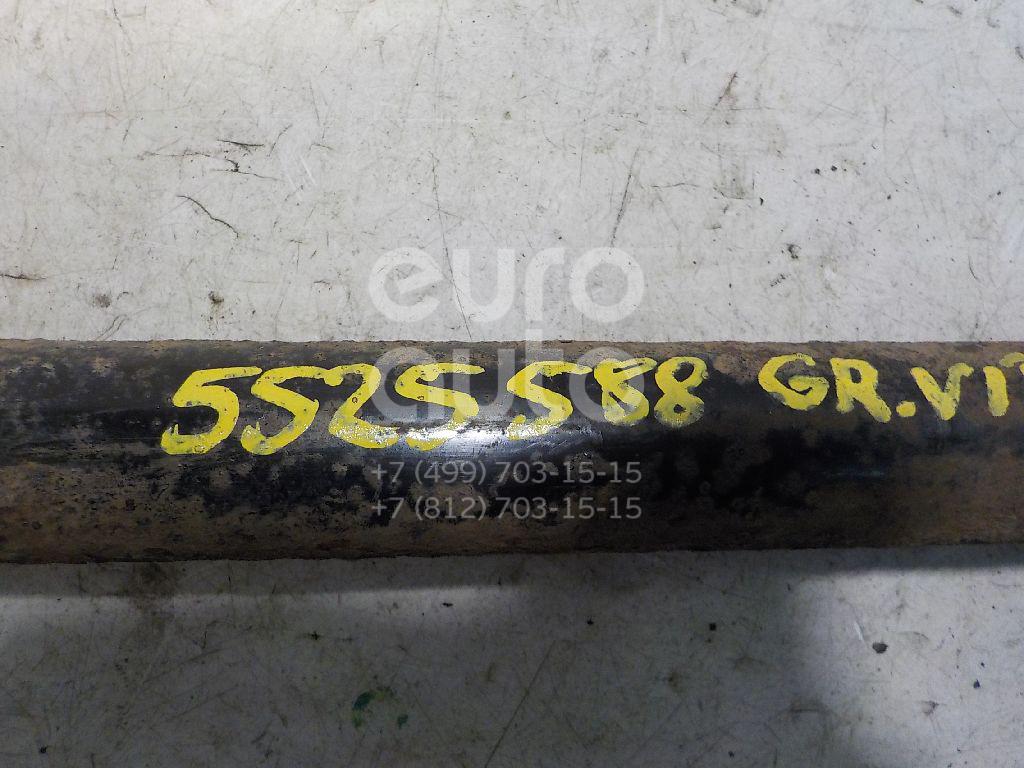 euro
auto
5525588 GR.VI
+7 (499) 703-15-15
+7 (812) 703-15-15